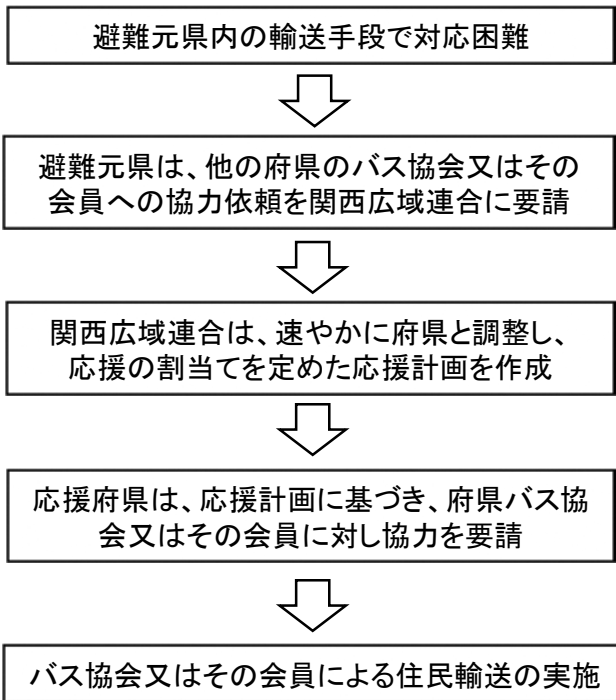 避難元県内の輸送手段で対応困難
避難元県は、他の府県のバス協会又はその
会員への協力依頼を関西広域連合に要請
関西広域連合は、速やかに府県と調整し、
応援の割当てを定めた応援計画を作成
応援府県は、応援計画に基づき、府県バス協
会又はその会員に対し協力を要請
バス協会又はその会員による住民輸送の実施